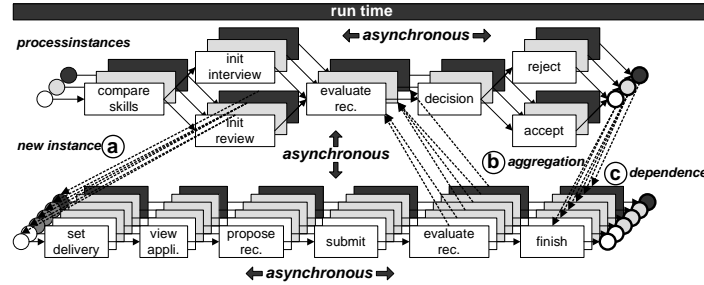 run time
processinstances
asynchronous
init
interview
reject
compare
skills
evaluate
rec.
decision
init
review
accept
new instance
a
asynchronous
b
aggregation
c
dependence
set
delivery
view
appli.
propose
rec.
submit
evaluate
rec.
finish
asynchronous